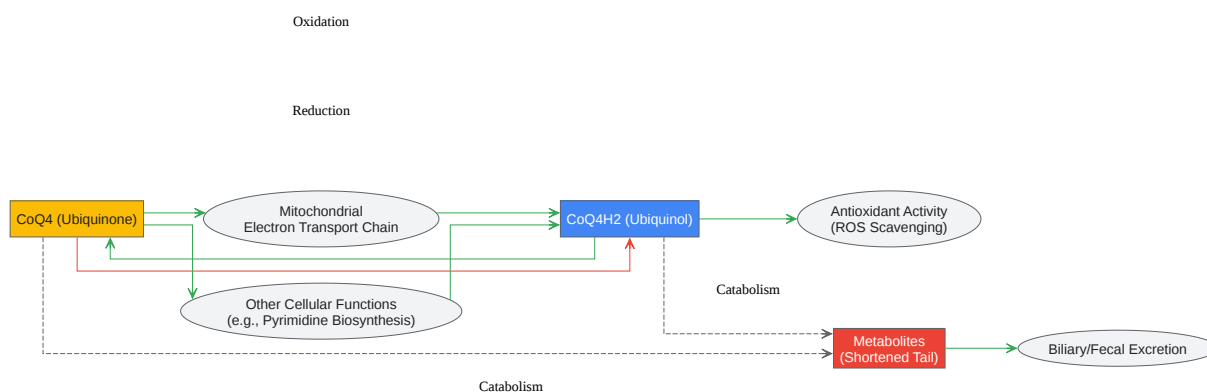 Oxidation
Reduction
CoQ4 (Ubiquinone)
Mitochondrial
Electron Transport Chain
CoQ4H2 (Ubiquinol)
Antioxidant Activity
(ROS Scavenging)
Other Cellular Functions
(e.g., Pyrimidine Biosynthesis)
Catabolism
Metabolites
(Shortened Tail)
Biliary/Fecal Excretion
Catabolism